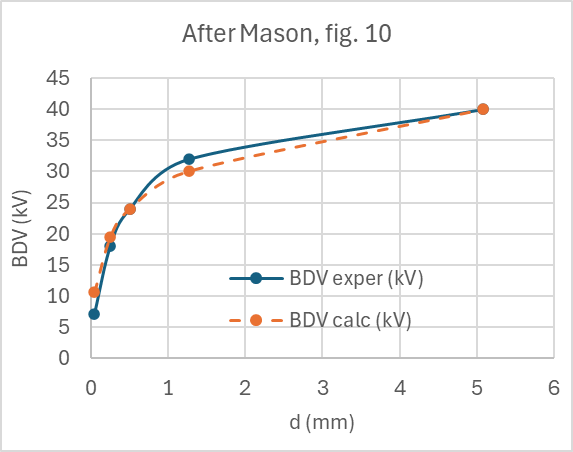 After Mason, fig. 10
45
40
35
30
25
20
15
10
5
0
BDV (kV)
BDV exper (kV)
BDV calc (kV)
0 1 2 3 4 5 6
d (mm)